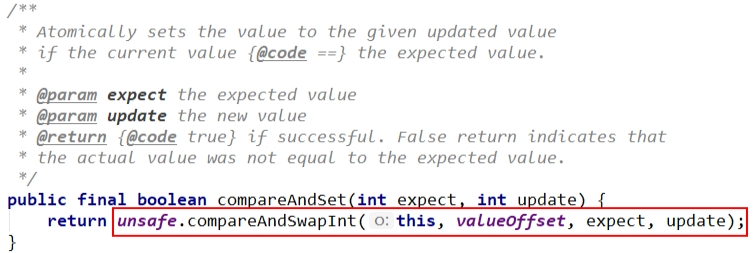 /**
 * Atomically sets the value to the given updated value
 * if the current value {@code ==} the expected value.
 *
 * @param expect the expected value
 * @param update the new value
 * @return {@code true} if successful. False return indicates that
 * the actual value was not equal to the expected value.
 */
public final boolean compareAndSet(int expect, int update) {
    return unsafe.compareAndSwapInt( o: this, valueOffset, expect, update);
}